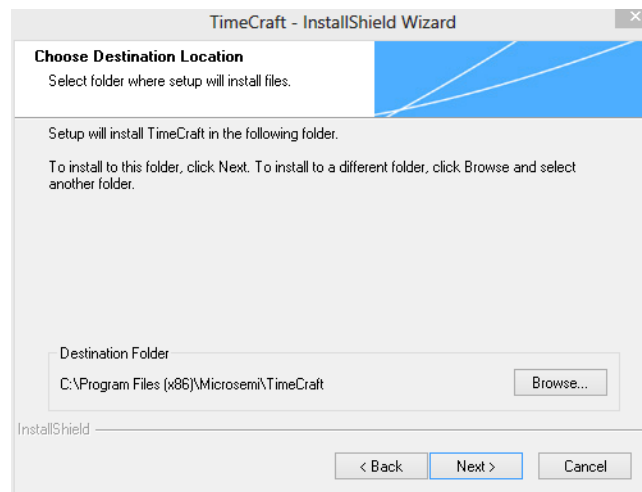 TimeCraft - InstallShield Wizard
Choose Destination Location
Select folder where setup will install files.
Setup will install TimeCraft in the following folder.
To install to this folder, click Next. To install to a different folder, click Browse and select
another folder.
Destination Folder
C:\Program Files (x86)\Microsemi\TimeCraft
Browse...
InstallShield
< Back
Next >
Cancel